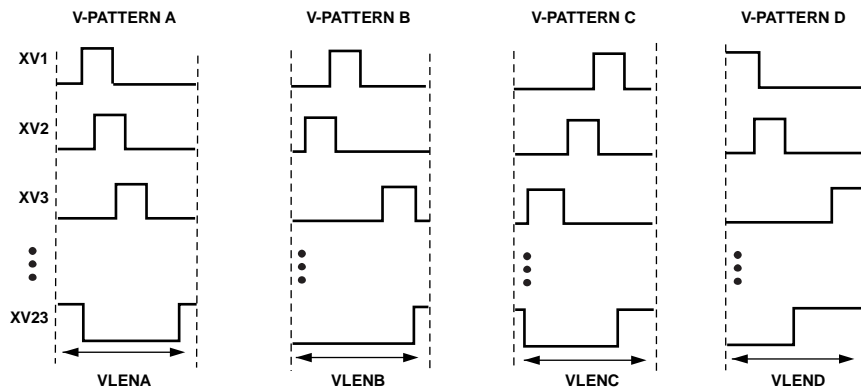 V-PATTERN A V-PATTERN B V-PATTERN C V-PATTERN D
XV1
XV2
XV3
XV23
VLENA VLENB VLENC VLEND